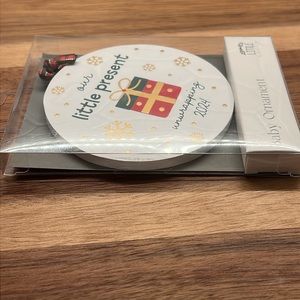 our
little present
unwrapping
2024
Baby Ornament